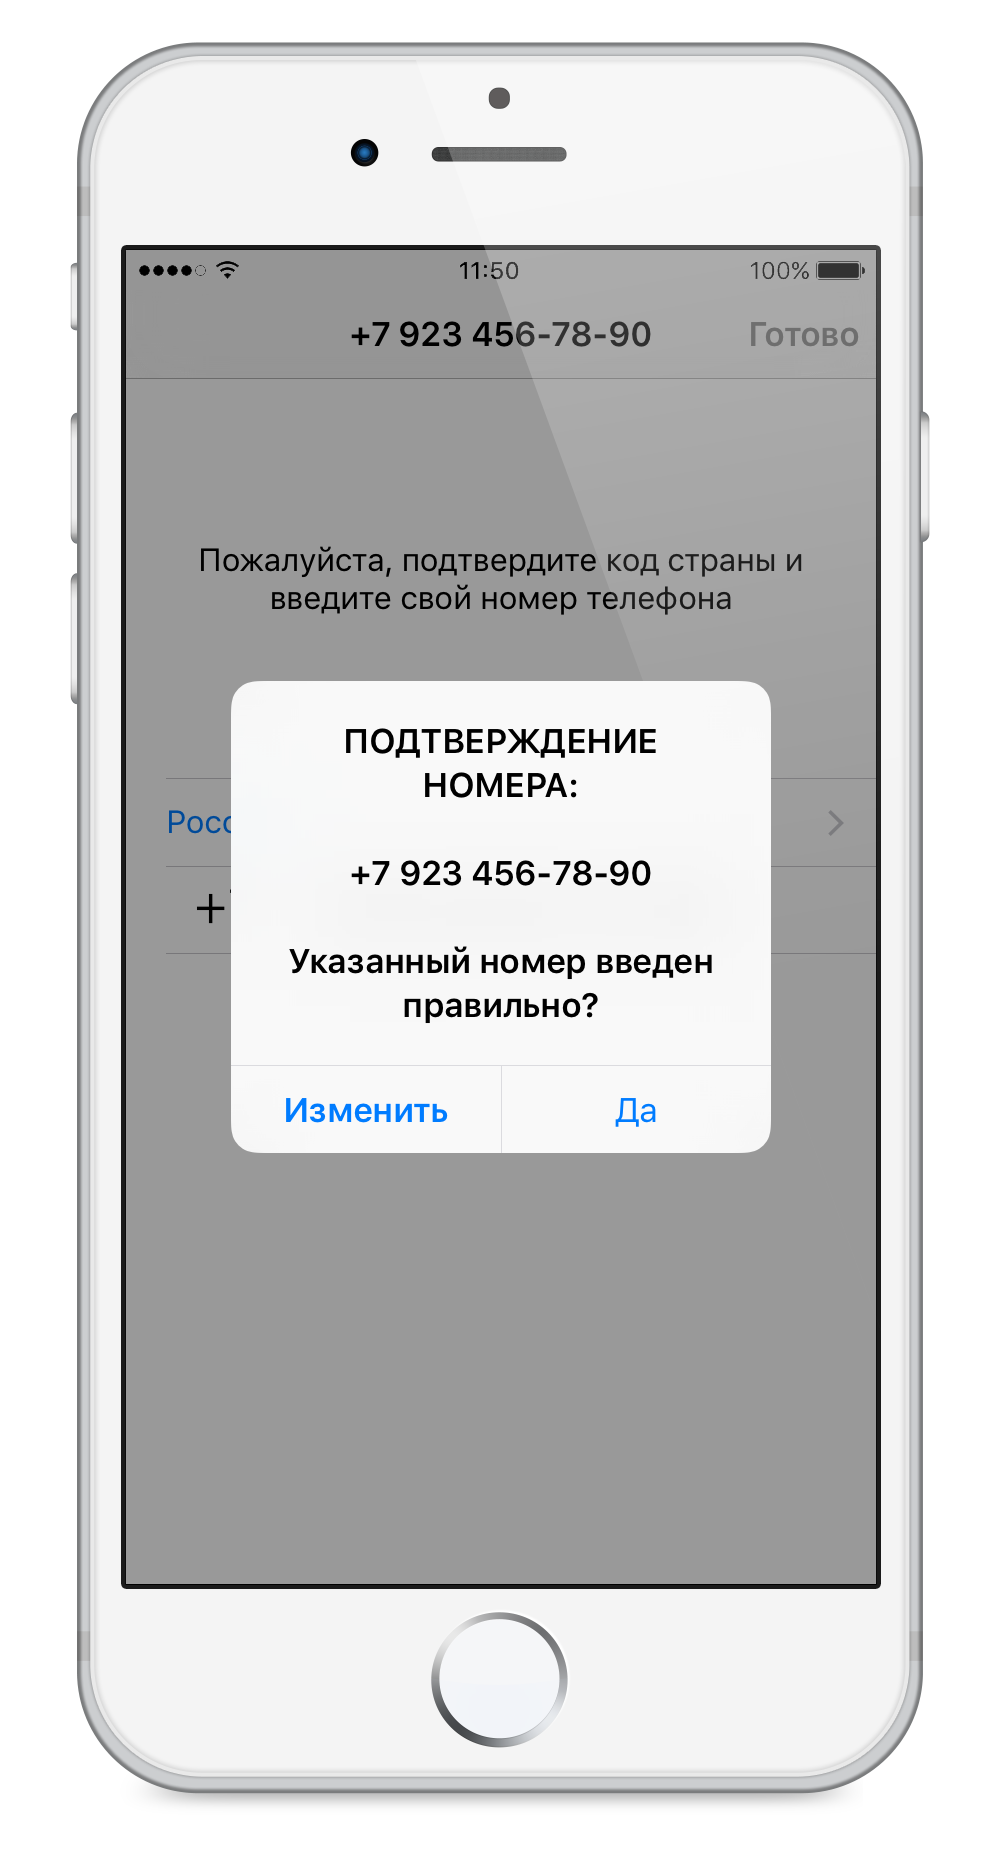 11:50 100%
+7 923 456-78-90 Готово
Пожалуйста, подтвердите код страны и
введите свой номер телефона
ПОДТВЕРЖДЕНИЕ
НОМЕРА:
Росс
+7 923 456-78-90
+
Указанный номер введен
правильно?
Изменить Да